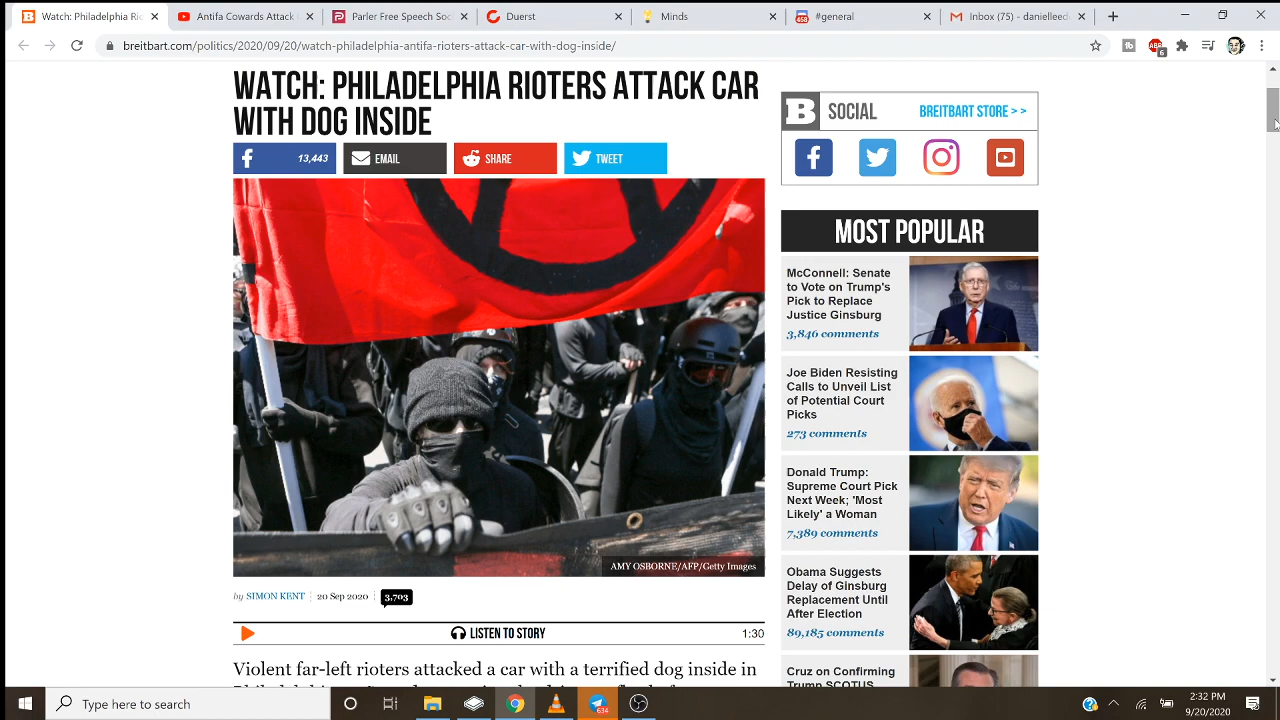 Watch: Philadelphia Ri
Antifa Cowards Attack
Parler Free Speech Soc
Duerst
Minds
#general
Inbox (75) - danielleed
breitbart.com/politics/2020/09/20/watch-philadelphia-antifa-rioters-attack-car-with-dog-inside/
WATCH: PHILADELPHIA RIOTERS ATTACK CAR
WITH DOG INSIDE
13,443
EMAIL
SHARE
TWEET
AMY OSBORNE/AFP/Getty Images
by SIMON KENT | 20 Sep 2020 3,703
LISTEN TO STORY
1:30
Violent far-left rioters attacked a car with a terrified dog inside in
B SOCIAL
BREITBART STORE > >
MOST POPULAR
McConnell: Senate
to Vote on Trump's
Pick to Replace
Justice Ginsburg
3,846 comments
Joe Biden Resisting
Calls to Unveil List
of Potential Court
Picks
273 comments
Donald Trump:
Supreme Court Pick
Next Week; 'Most
Likely' a Woman
7,389 comments
Obama Suggests
Delay of Ginsburg
Replacement Until
After Election
89,185 comments
Cruz on Confirming
Trump SCOTUS
Type here to search
634
2:32 PM
9/20/2020